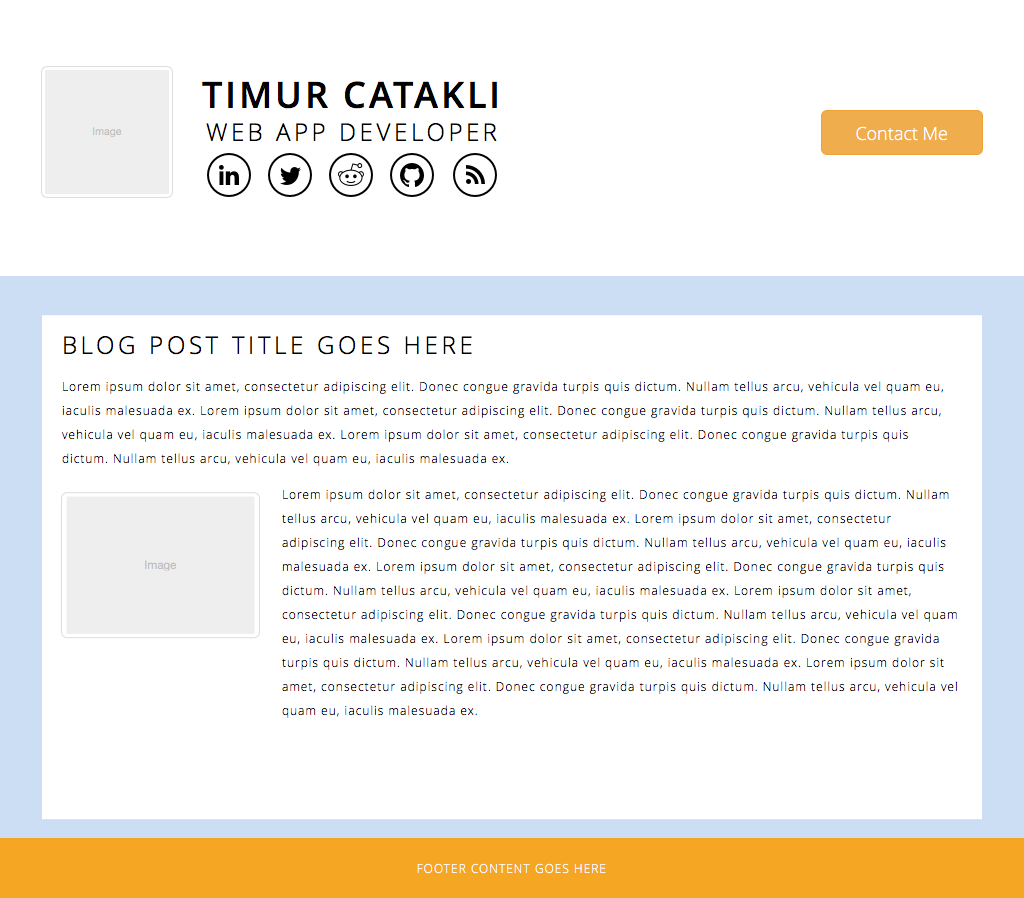 Image
TIMUR CATAKLI
WEB APP DEVELOPER
in
Contact Me
BLOG POST TITLE GOES HERE
Lorem ipsum dolor sit amet, consectetur adipiscing elit. Donec congue gravida turpis quis dictum. Nullam tellus arcu, vehicula vel quam eu,
iaculis malesuada ex. Lorem ipsum dolor sit amet, consectetur adipiscing elit. Donec congue gravida turpis quis dictum. Nullam tellus arcu,
vehicula vel quam eu, iaculis malesuada ex. Lorem ipsum dolor sit amet, consectetur adipiscing elit. Donec congue gravida turpis quis
dictum. Nullam tellus arcu, vehicula vel quam eu, iaculis malesuada ex.
Image
Lorem ipsum dolor sit amet, consectetur adipiscing elit. Donec congue gravida turpis quis dictum. Nullam
tellus arcu, vehicula vel quam eu, iaculis malesuada ex. Lorem ipsum dolor sit amet, consectetur
adipiscing elit. Donec congue gravida turpis quis dictum. Nullam tellus arcu, vehicula vel quam eu, iaculis
malesuada ex. Lorem ipsum dolor sit amet, consectetur adipiscing elit. Donec congue gravida turpis quis
dictum. Nullam tellus arcu, vehicula vel quam eu, iaculis malesuada ex. Lorem ipsum dolor sit amet,
consectetur adipiscing elit. Donec congue gravida turpis quis dictum. Nullam tellus arcu, vehicula vel quam
eu, iaculis malesuada ex. Lorem ipsum dolor sit amet, consectetur adipiscing elit. Donec congue gravida
turpis quis dictum. Nullam tellus arcu, vehicula vel quam eu, iaculis malesuada ex. Lorem ipsum dolor sit
amet, consectetur adipiscing elit. Donec congue gravida turpis quis dictum. Nullam tellus arcu, vehicula vel
quam eu, iaculis malesuada ex.
FOOTER CONTENT GOES HERE